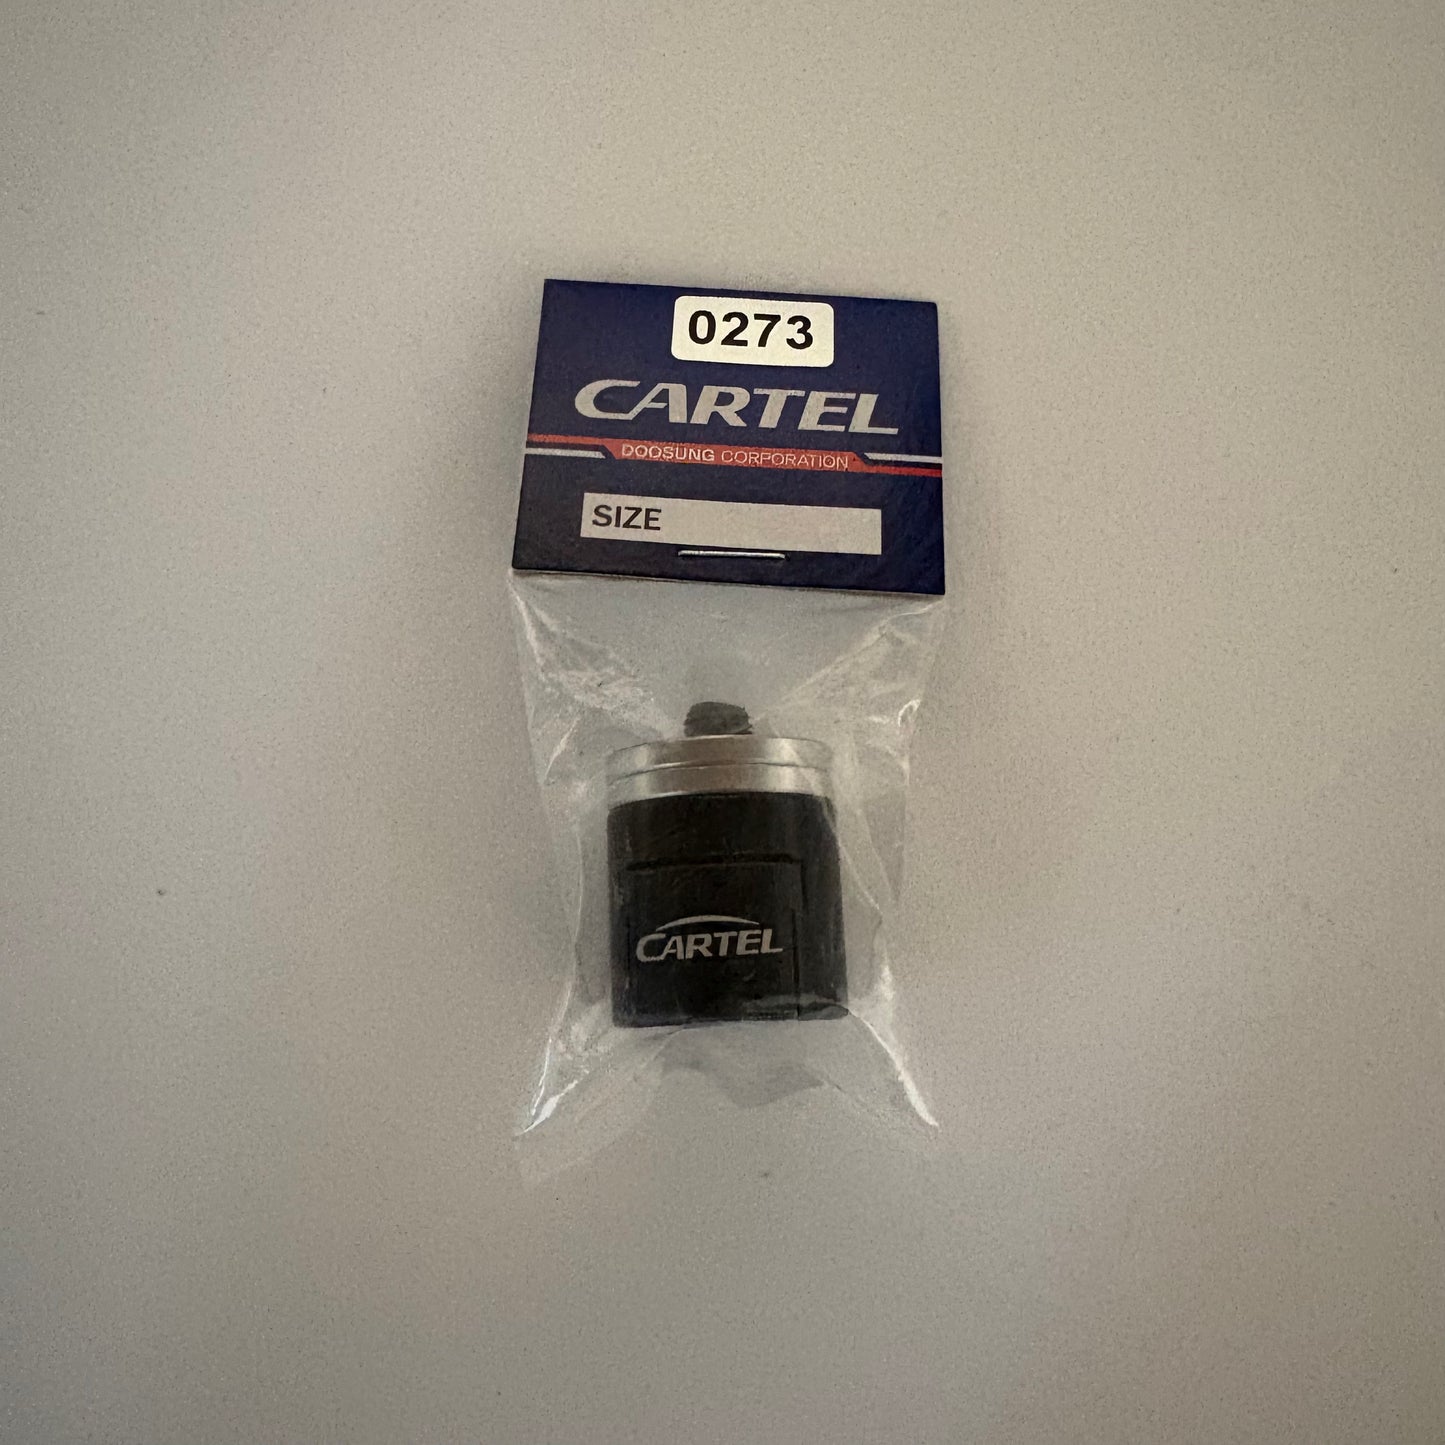 0273
CARTEL
DOOSUNG CORPORATION
SIZE
CARTEL